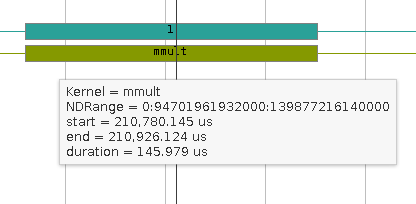 1
mmult
Kernel = mmult
NDRange = 0:94701961932000:139877216140000
start = 210,780.145 us
end = 210,926.124 us
duration = 145.979 us